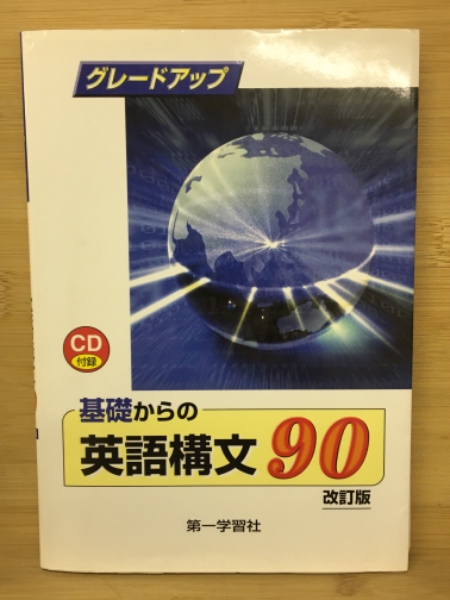 グレードアップ
CD
付録
基礎からの
英語構文90
改訂版
第一学習社